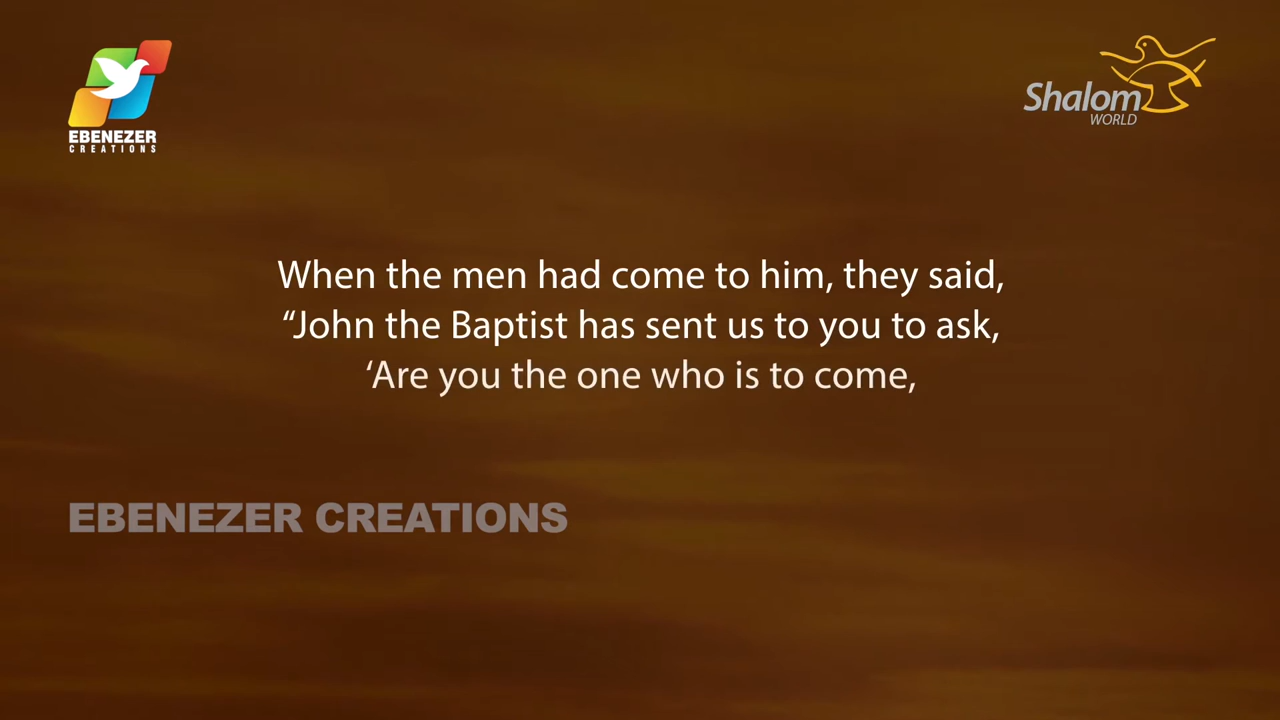 EBENEZER
CREATIONS
Shalom
WORLD
When the men had come to him, they said,
“John the Baptist has sent us to you to ask,
‘Are you the one who is to come,
EBENEZER CREATIONS